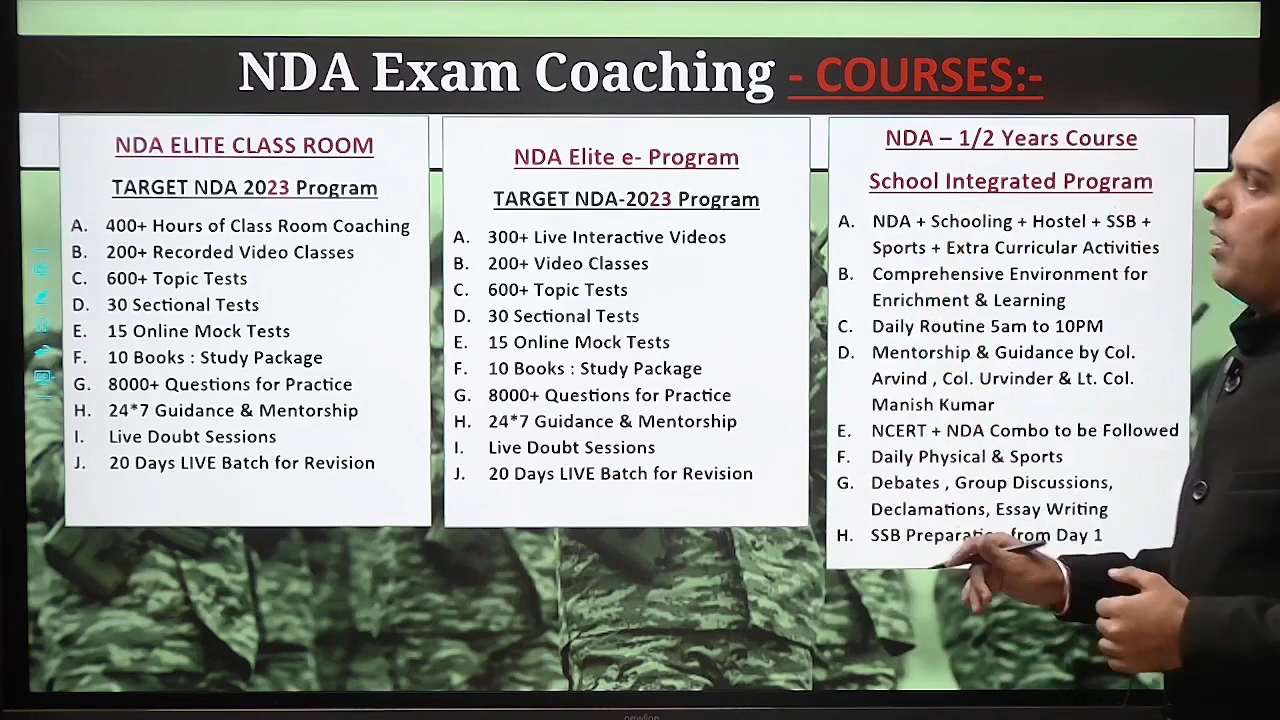 NDA Exam Coaching - COURSES:-
NDA ELITE CLASS ROOM
TARGET NDA 2023 Program
A. 400+ Hours of Class Room Coaching
B. 200+ Recorded Video Classes
C. 600+ Topic Tests
D. 30 Sectional Tests
E. 15 Online Mock Tests
F. 10 Books : Study Package
G. 8000+ Questions for Practice
H. 24*7 Guidance & Mentorship
I. Live Doubt Sessions
J. 20 Days LIVE Batch for Revision
NDA Elite e- Program
TARGET NDA-2023 Program
A. 300+ Live Interactive Videos
B. 200+ Video Classes
C. 600+ Topic Tests
D. 30 Sectional Tests
E. 15 Online Mock Tests
F. 10 Books : Study Package
G. 8000+ Questions for Practice
H. 24*7 Guidance & Mentorship
I. Live Doubt Sessions
J. 20 Days LIVE Batch for Revision
NDA – 1/2 Years Course
School Integrated Program
A. NDA + Schooling + Hostel + SSB +
Sports + Extra Curricular Activities
B. Comprehensive Environment for
Enrichment & Learning
C. Daily Routine 5am to 10PM
D. Mentorship & Guidance by Col.
Arvind , Col. Urvinder & Lt. Col.
Manish Kumar
E. NCERT + NDA Combo to be Followed
F. Daily Physical & Sports
G. Debates , Group Discussions,
Declamations, Essay Writing
H. SSB Preparation from Day 1
newline